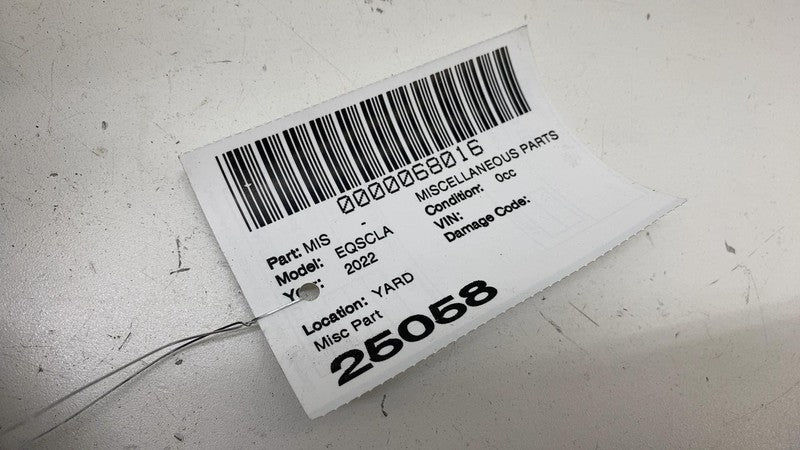 0000068016
Part: MIS - MISCELLANEOUS PARTS
Model: EQSCLA Condition: 0cc
2022 VIN:
Damage Code:
Location: YARD
Misc Part
25058